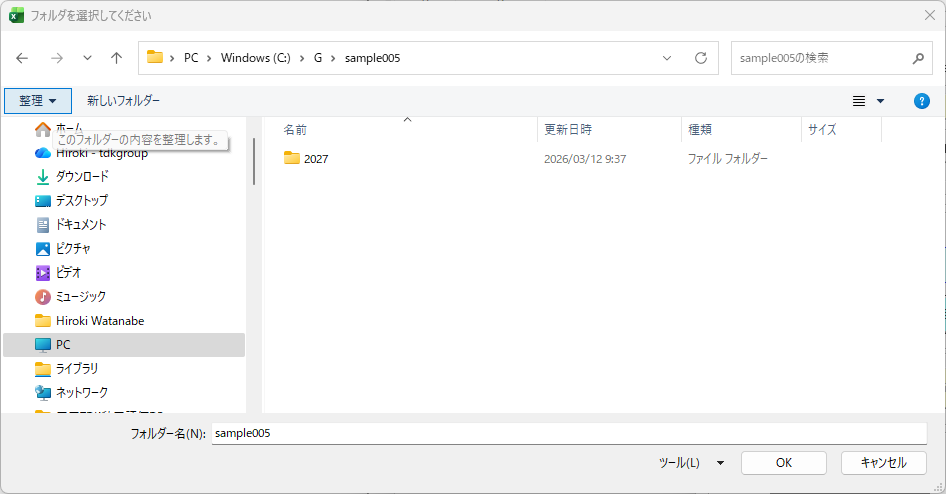 フォルダを選択してください
PC › Windows (C:) › G › sample005
sample005の検索
整理
新しいフォルダー
このフォルダーの内容を整理します。
ホーム
Hiroki - tdkgroup
ダウンロード
デスクトップ
ドキュメント
ピクチャ
ビデオ
ミュージック
Hiroki Watanabe
PC
ライブラリ
ネットワーク
名前 更新日時 種類 サイズ
2027 2026/03/12 9:37 ファイル フォルダー
フォルダー名(N): sample005
ツール(L) OK キャンセル